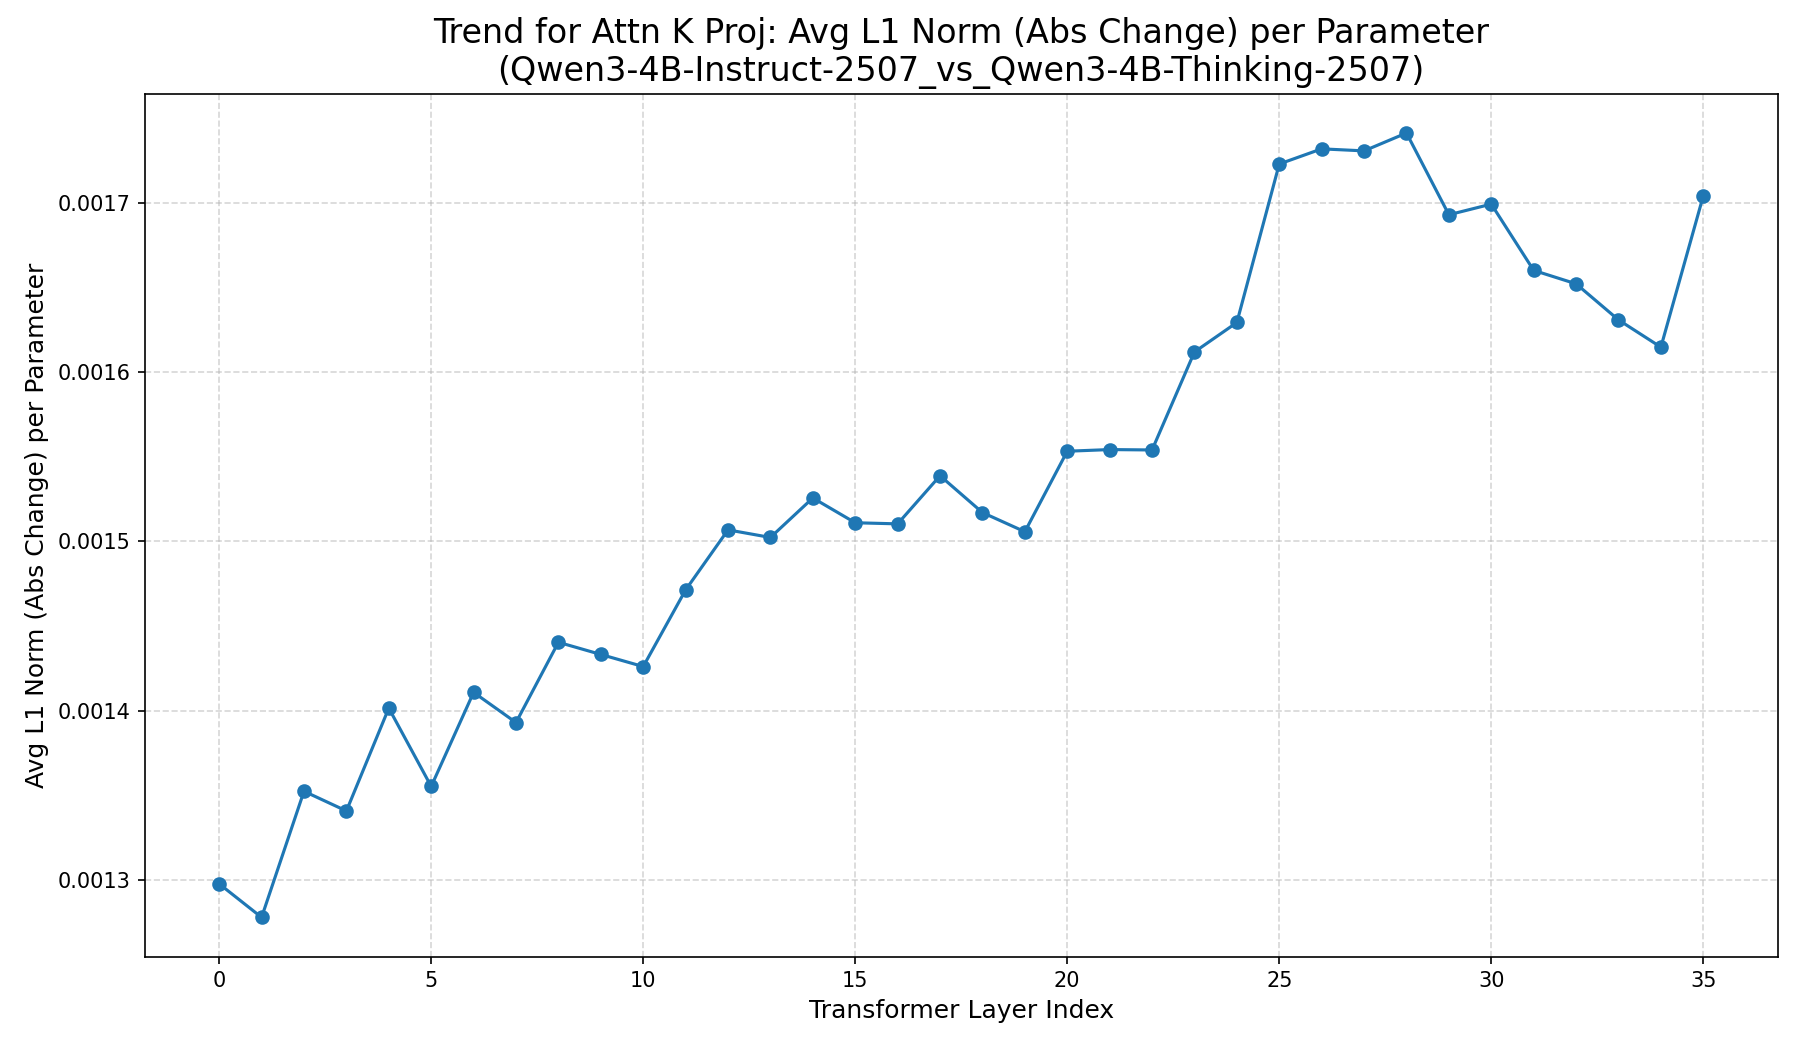 Trend for Attn K Proj: Avg L1 Norm (Abs Change) per Parameter
(Qwen3-4B-Instruct-2507_vs_Qwen3-4B-Thinking-2507)
Avg L1 Norm (Abs Change) per Parameter
0.0017
0.0016
0.0015
0.0014
0.0013
0 5 10 15 20 25 30 35
Transformer Layer Index